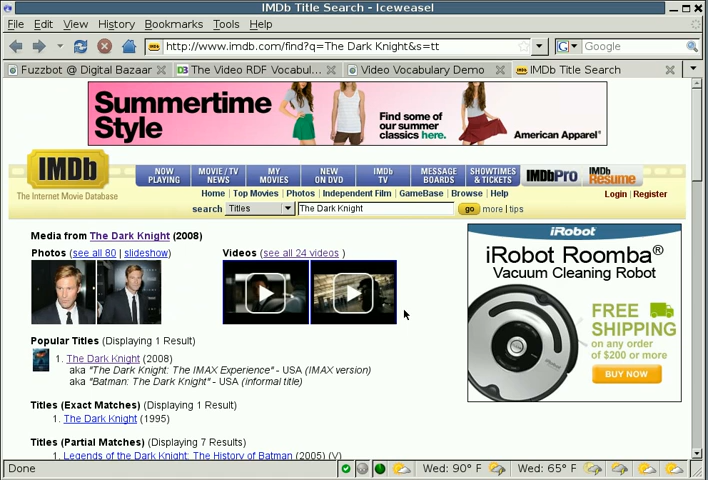 IMDb Title Search - Iceweasel
File Edit View History Bookmarks Tools Help
http://www.imdb.com/find?q=The Dark Knight&s=tt
Google
Fuzzbot @ Digital Bazaar
The Video RDF Vocabul...
Video Vocabulary Demo
IMDb Title Search
Summertime
Style
Find some of
our summer
classics here.
American Apparel®
IMDb
The Internet Movie Database
NOW
PLAYING
MOVIE / TV
NEWS
MY
MOVIES
NEW
ON DVD
IMDb
TV
MESSAGE
BOARDS
SHOWTIMES
& TICKETS
IMDbPro
IMDb
Resume
Home | Top Movies | Photos | Independent Film | GameBase | Browse | Help
Login | Register
search Titles The Dark Knight go more | tips
Media from The Dark Knight (2008)
Photos (see all 80 | slideshow)
Videos (see all 24 videos )
Popular Titles (Displaying 1 Result)
1. The Dark Knight (2008)
aka "The Dark Knight: The IMAX Experience" - USA (IMAX version)
aka "Batman: The Dark Knight" - USA (informal title)
Titles (Exact Matches) (Displaying 1 Result)
1. The Dark Knight (1995)
Titles (Partial Matches) (Displaying 7 Results)
1. Legends of the Dark Knight: The History of Batman (2005) (V)
iRobot
iRobot Roomba®
Vacuum Cleaning Robot
FREE
SHIPPING
on any order
of $200 or more
BUY NOW
Done
Wed: 90° F
Wed: 65° F